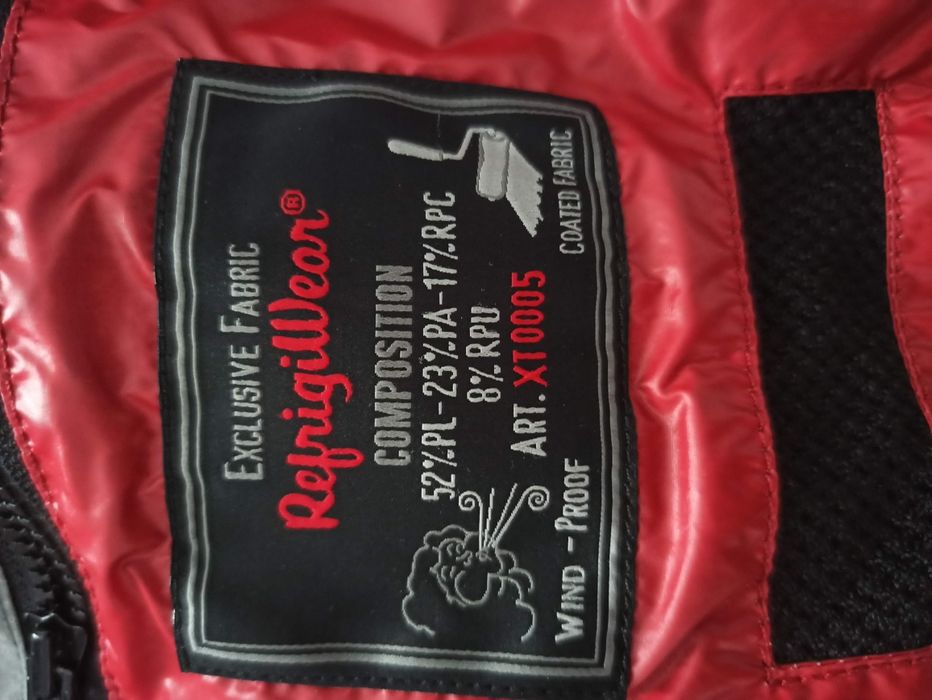 EXCLUSIVE FABRIC
RefrigiWear®
COMPOSITION
52%PL-23%PA-17%RPC
8%RPU
ART. XT0005
WIND-PROOF
COATED FABRIC